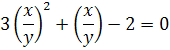 3(x/y)² + (x/y) − 2 = 0